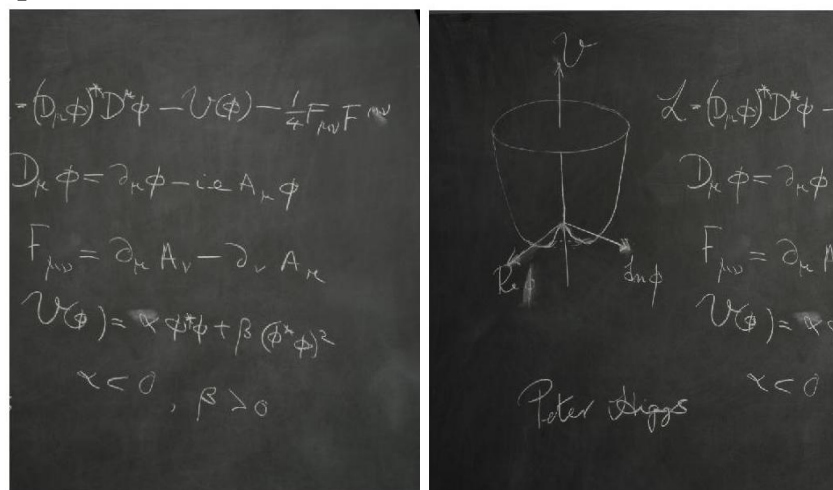 = (D_μ φ)* D^μ φ − V(φ) − 1/4 F_μν F^μν
D_μ φ = ∂_μ φ − ie A_μ φ
F_μν = ∂_μ A_ν − ∂_ν A_μ
V(φ) = α φ*φ + β (φ*φ)²
α < 0, β > 0
V
Re φ
Im φ
ℒ = (D_μ φ)* D^μ φ −
D_μ φ = ∂_μ φ
F_μν = ∂_μ A
V(φ) = α
α < 0
Peter Higgs